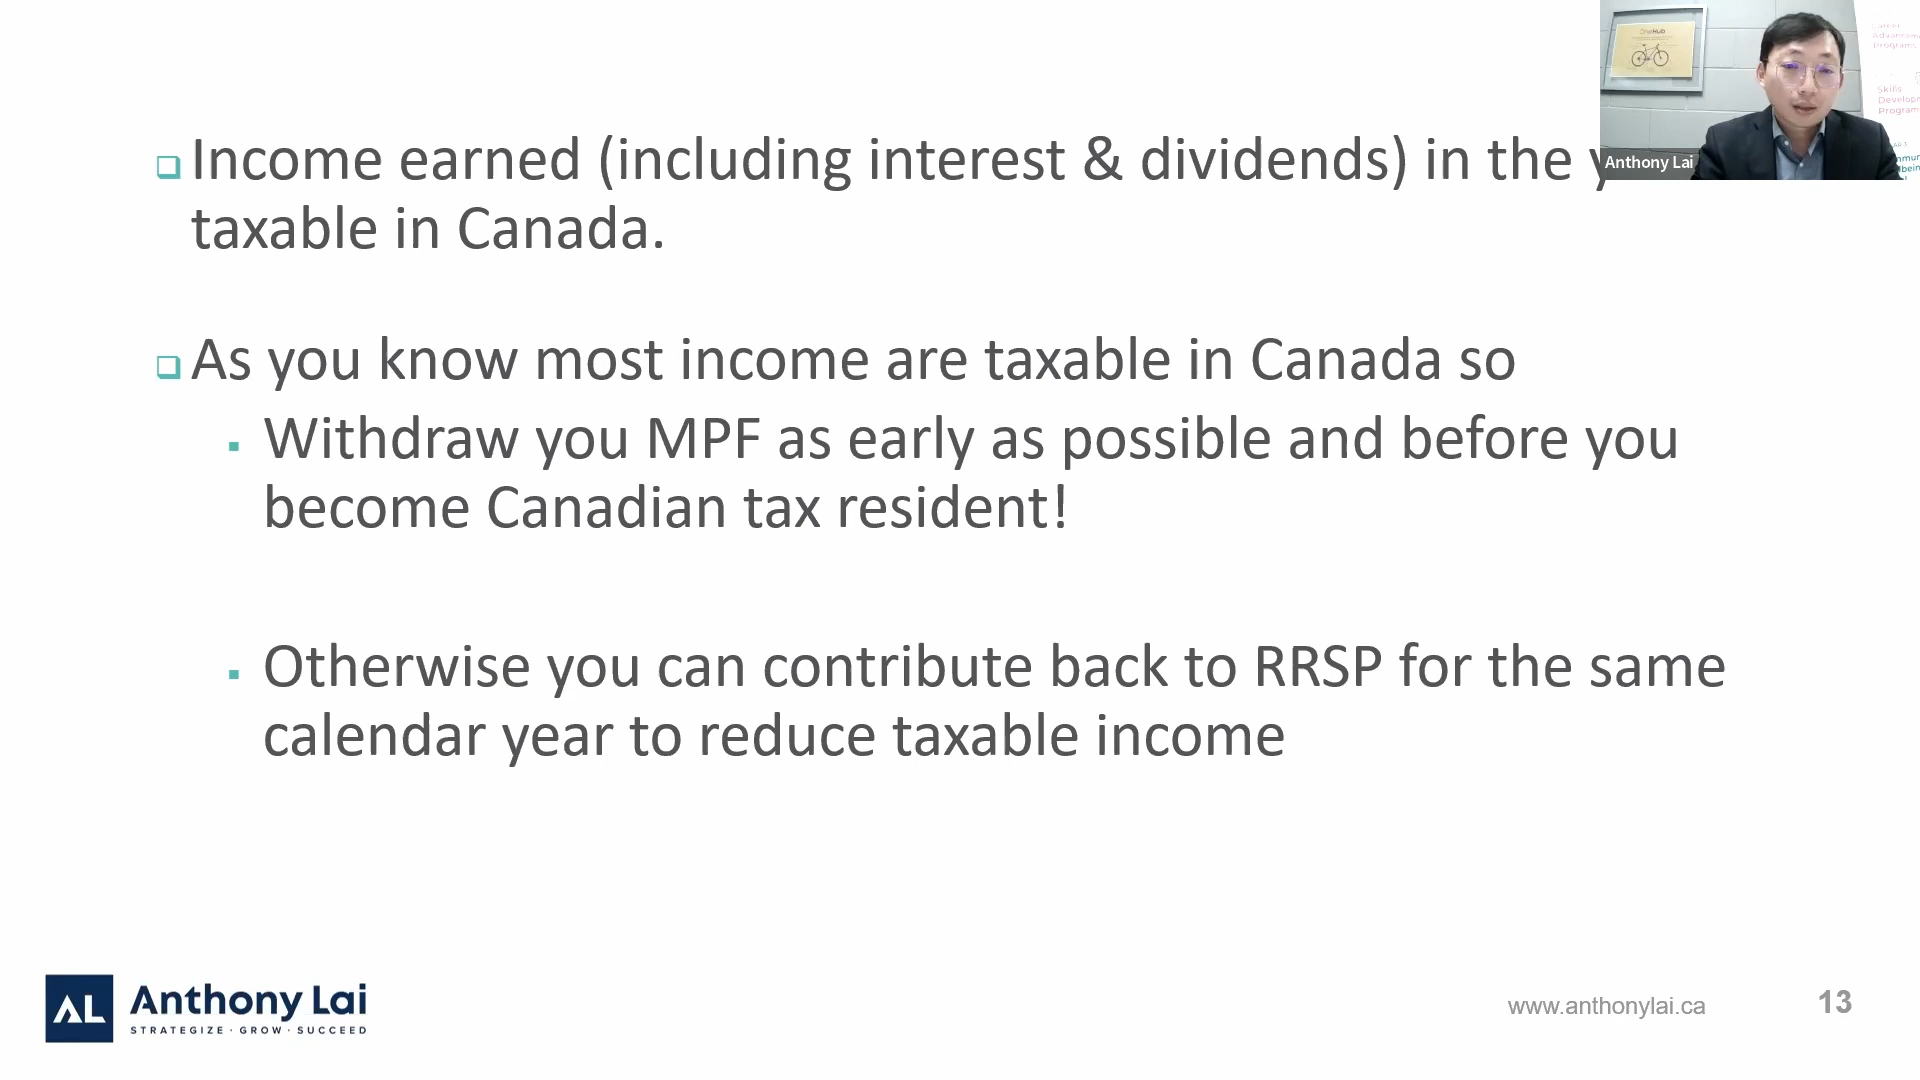 Income earned (including interest & dividends) in the
taxable in Canada.
As you know most income are taxable in Canada so
Withdraw you MPF as early as possible and before you
become Canadian tax resident!
Otherwise you can contribute back to RRSP for the same
calendar year to reduce taxable income
AL
Anthony Lai
STRATEGIZE · GROW · SUCCEED
www.anthonylai.ca
13
Anthony Lai
Skills